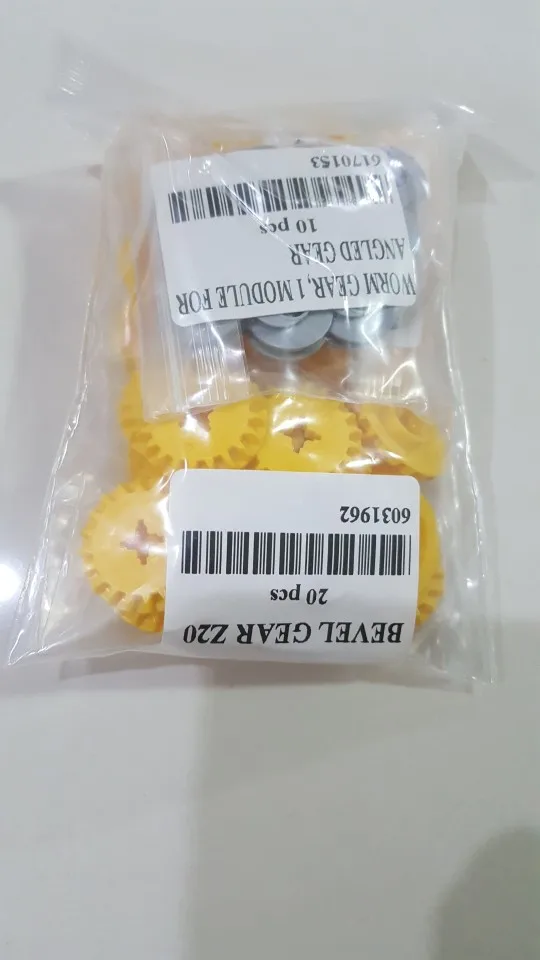 BEVEL GEAR Z20
20 pcs
6031962
WORM GEAR, 1 MODULE FOR
ANGLED GEAR
10 pcs
6170153